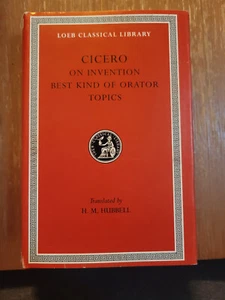 LOEB CLASSICAL LIBRARY
CICERO
ON INVENTION
BEST KIND OF ORATOR
TOPICS
Translated by
H. M. HUBBELL